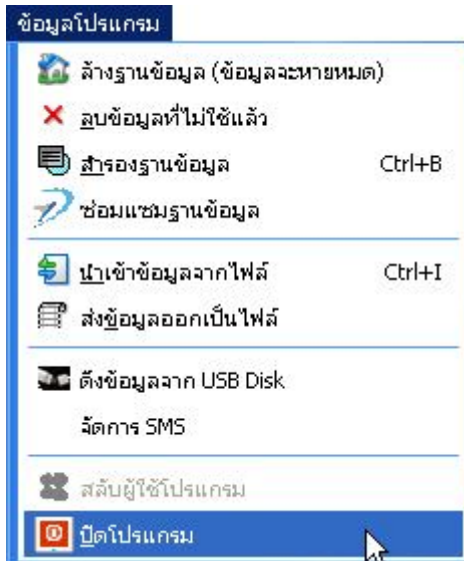 ข้อมูลโปรแกรม
ล้างฐานข้อมูล (ข้อมูลจะหายหมด)
ลบข้อมูลที่ไม่ใช้แล้ว
สำรองฐานข้อมูล Ctrl+B
ซ่อมแซมฐานข้อมูล
นำเข้าข้อมูลจากไฟล์ Ctrl+I
ส่งข้อมูลออกเป็นไฟล์
ดึงข้อมูลจาก USB Disk
จัดการ SMS
สลับผู้ใช้โปรแกรม
ปิดโปรแกรม